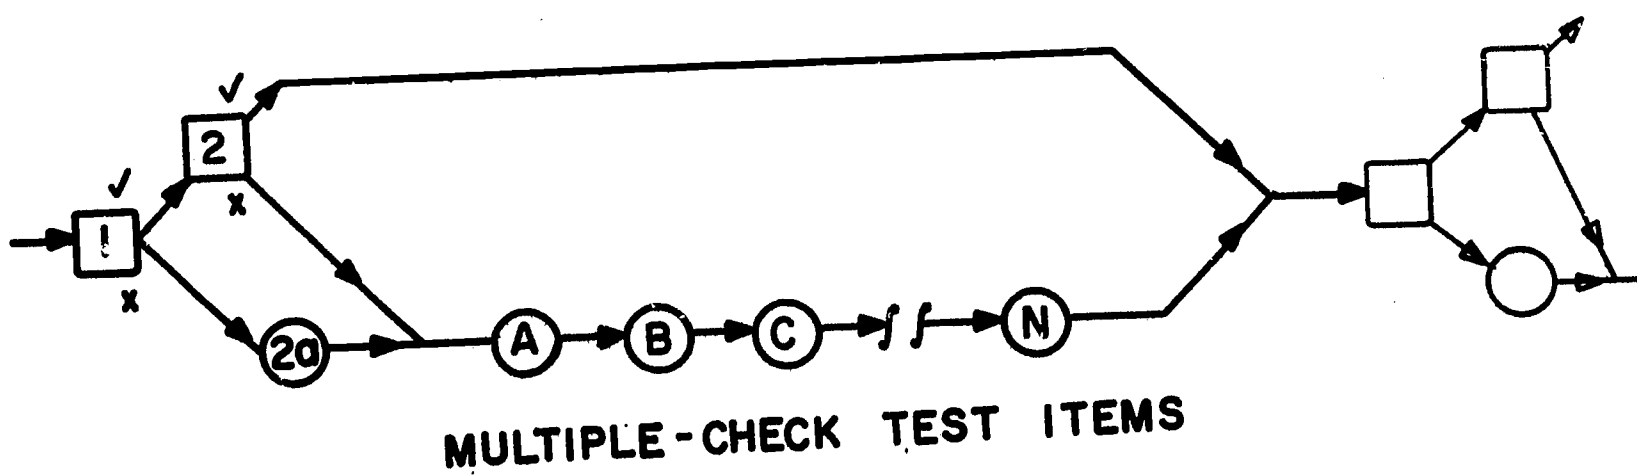 ✓
2
x
✓
1
x
2a
A B C N
MULTIPLE-CHECK TEST ITEMS